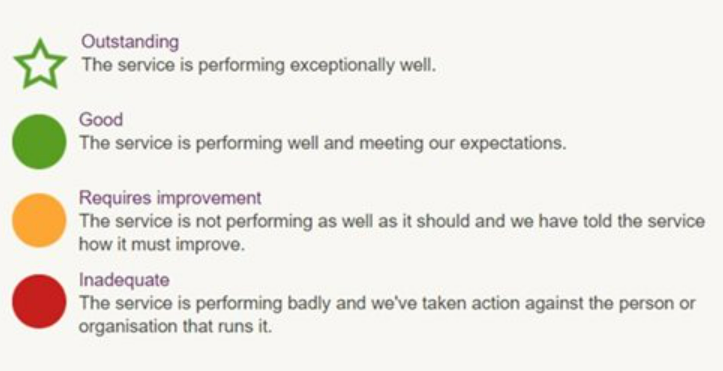 Outstanding
The service is performing exceptionally well.
Good
The service is performing well and meeting our expectations.
Requires improvement
The service is not performing as well as it should and we have told the service
how it must improve.
Inadequate
The service is performing badly and we've taken action against the person or
organisation that runs it.